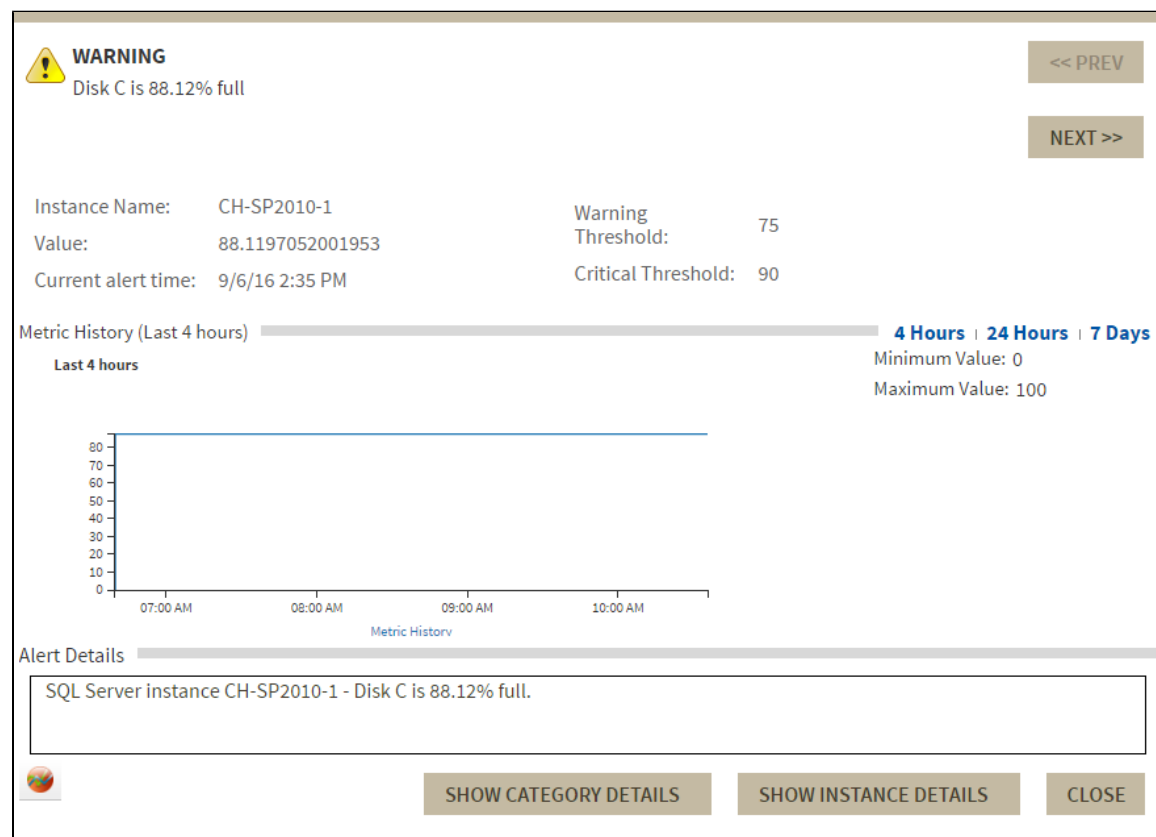 WARNING
Disk C is 88.12% full
<< PREV
NEXT >>
Instance Name: CH-SP2010-1
Value: 88.1197052001953
Current alert time: 9/6/16 2:35 PM
Warning
Threshold: 75
Critical Threshold: 90
Metric History (Last 4 hours)
4 Hours | 24 Hours | 7 Days
Minimum Value: 0
Maximum Value: 100
Last 4 hours
80
70
60
50
40
30
20
10
0
07:00 AM 08:00 AM 09:00 AM 10:00 AM
Metric History
Alert Details
SQL Server instance CH-SP2010-1 - Disk C is 88.12% full.
SHOW CATEGORY DETAILS
SHOW INSTANCE DETAILS
CLOSE